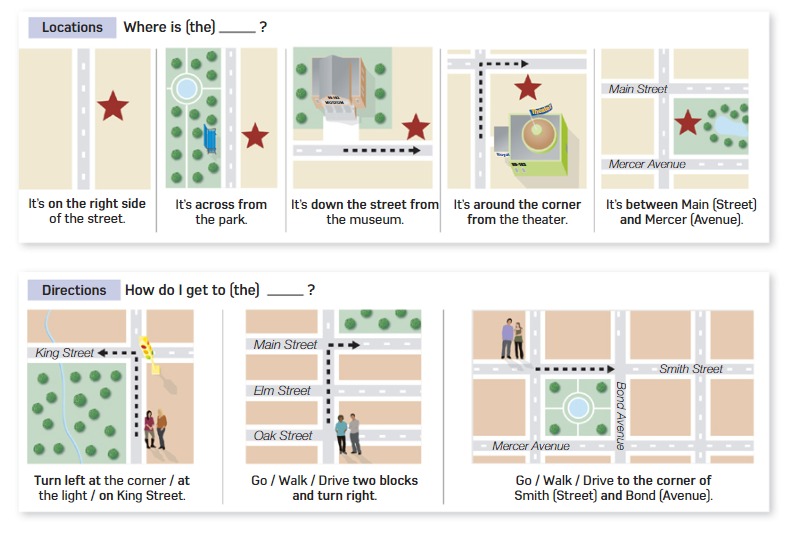 Locations Where is (the) _____ ?
MUSEUM
Theater
Main Street
Mercer Avenue
It's on the right side
of the street.
It's across from
the park.
It's down the street from
the museum.
It's around the corner
from the theater.
It's between Main (Street)
and Mercer (Avenue).
Directions How do I get to (the) _____ ?
King Street
Main Street
Elm Street
Oak Street
Smith Street
Bond Avenue
Mercer Avenue
Turn left at the corner / at
the light / on King Street.
Go / Walk / Drive two blocks
and turn right.
Go / Walk / Drive to the corner of
Smith (Street) and Bond (Avenue).